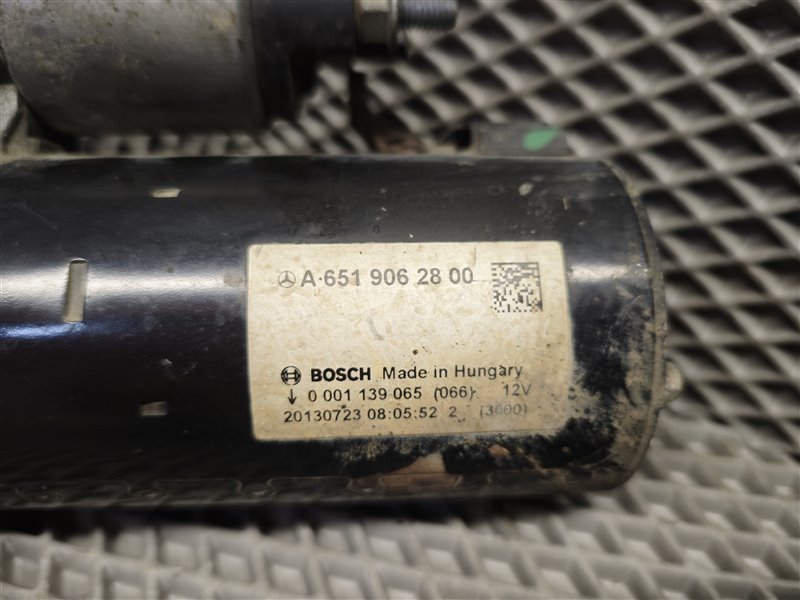 A 651 906 28 00
BOSCH Made in Hungary
↓ 0 001 139 065 (066) 12V
20130723 08:05:52 2 (3000)